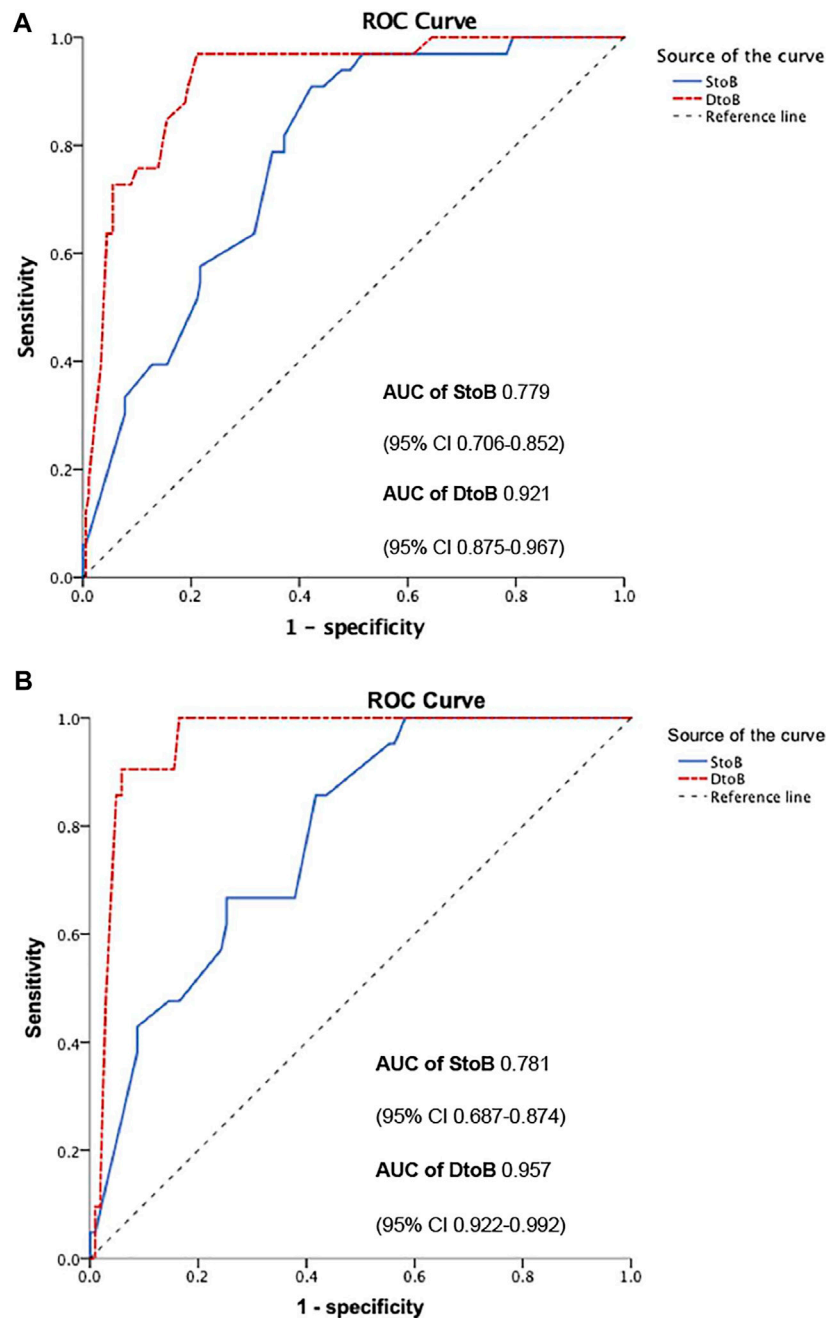 A
ROC Curve
Source of the curve
StoB
DtoB
Reference line
1.0
0.8
0.6
0.4
0.2
0.0
Sensitivity
AUC of StoB 0.779
(95% CI 0.706-0.852)
AUC of DtoB 0.921
(95% CI 0.875-0.967)
0.0 0.2 0.4 0.6 0.8 1.0
1 - specificity
B
ROC Curve
Source of the curve
StoB
DtoB
Reference line
1.0
0.8
0.6
0.4
0.2
0.0
Sensitivity
AUC of StoB 0.781
(95% CI 0.687-0.874)
AUC of DtoB 0.957
(95% CI 0.922-0.992)
0.0 0.2 0.4 0.6 0.8 1.0
1 - specificity